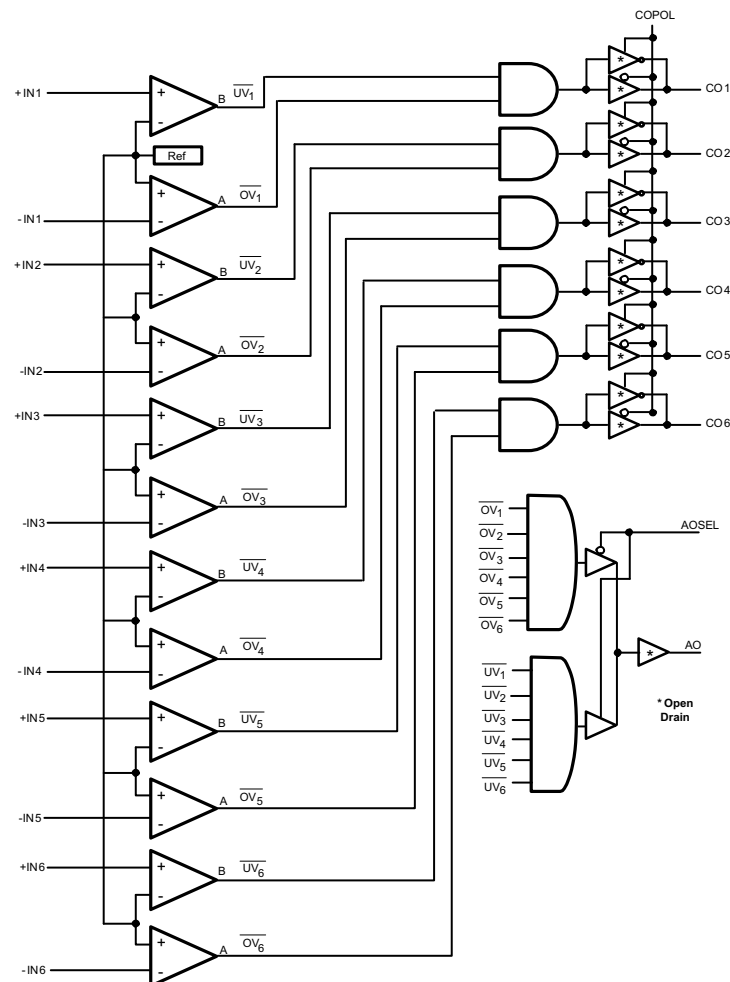 COPOL
+IN1
+
-
B
UV1
*
*
CO1
Ref
*
*
CO2
-IN1
+
-
A
OV1
*
*
CO3
+IN2
+
-
B
UV2
*
*
CO4
-IN2
+
-
A
OV2
*
*
CO5
+IN3
+
-
B
UV3
*
*
CO6
-IN3
+
-
A
OV3
+IN4
+
-
B
UV4
-IN4
+
-
A
OV4
+IN5
+
-
B
UV5
-IN5
+
-
A
OV5
+IN6
+
-
B
UV6
-IN6
+
-
A
OV6
OV1
OV2
OV3
OV4
OV5
OV6
AOSEL
UV1
UV2
UV3
UV4
UV5
UV6
*
AO
* Open
Drain